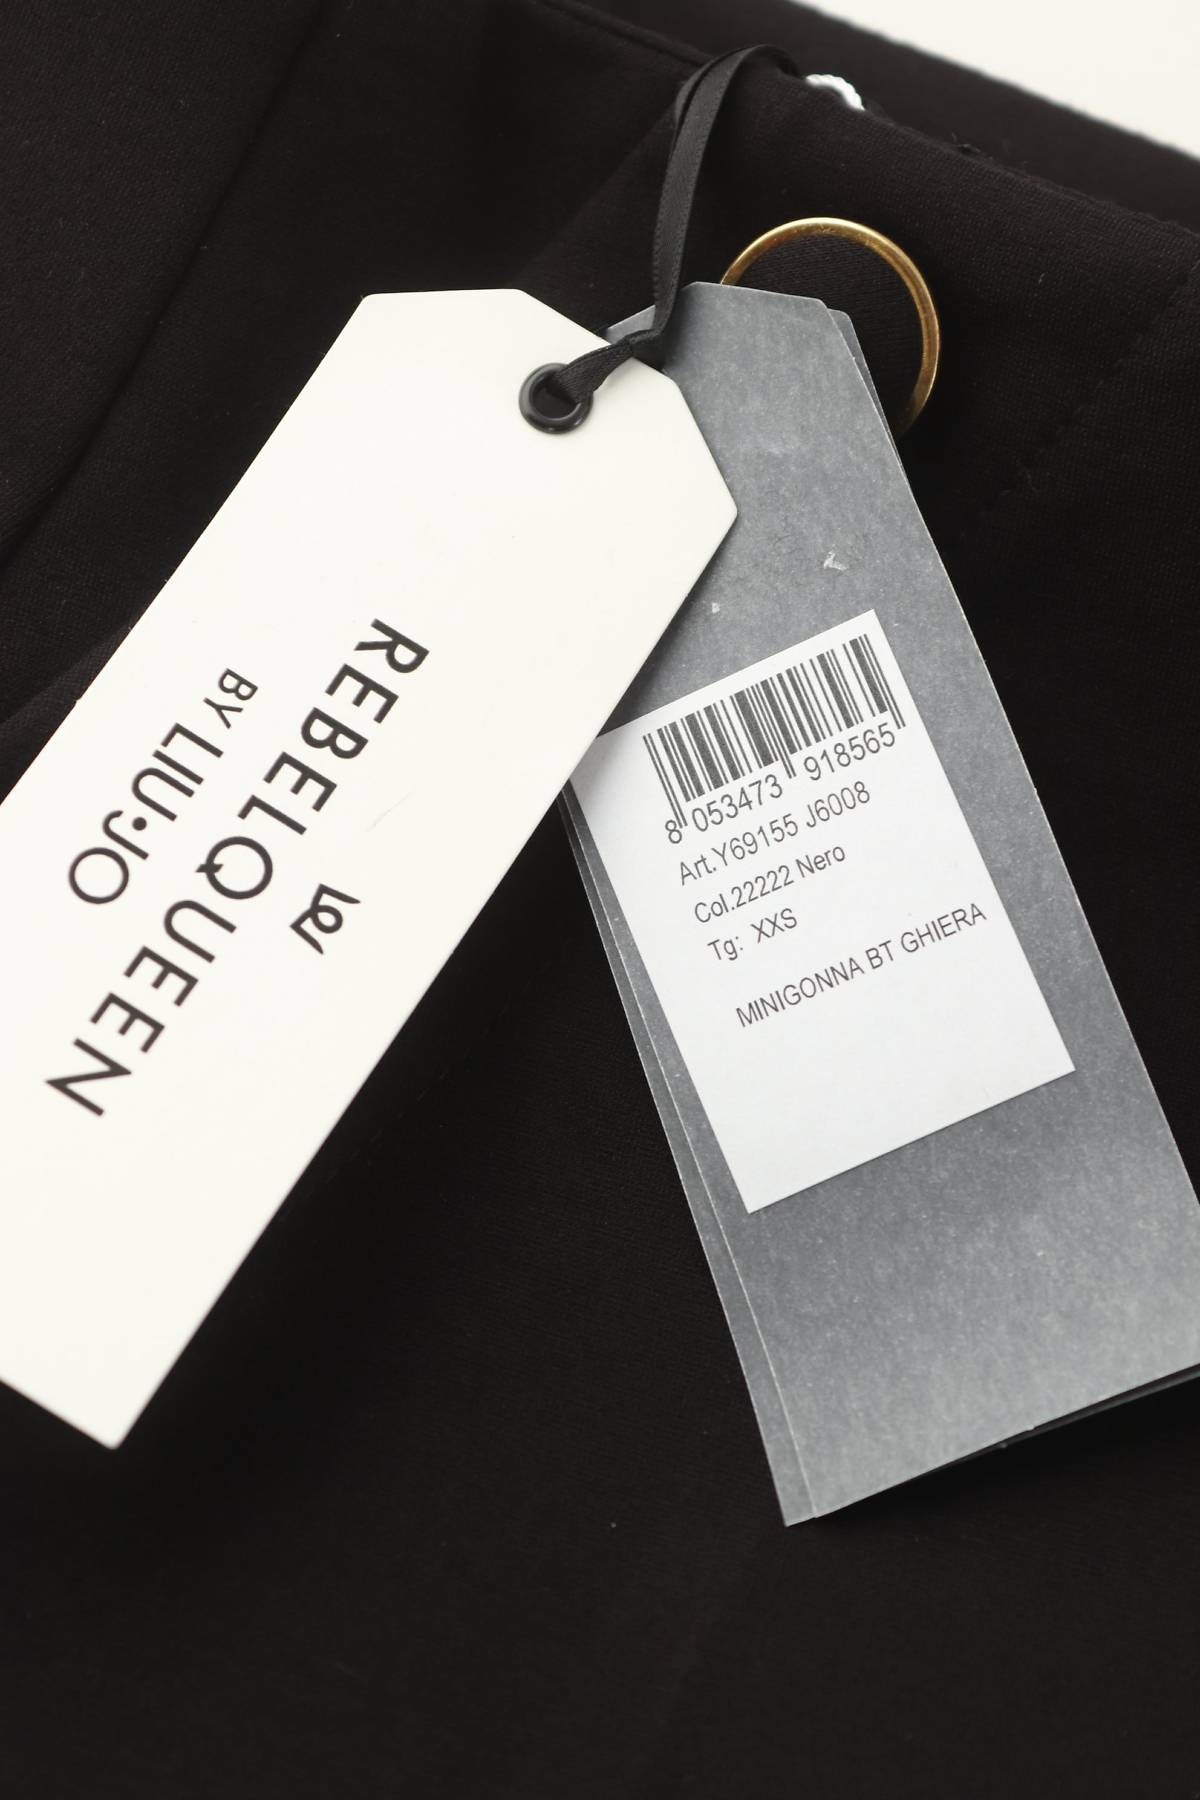 REBELQUEEN
BY LIU·JO
8 053473 918565
Art.Y69155 J6008
Col.22222 Nero
Tg: XXS
MINIGONNA BT GHIERA